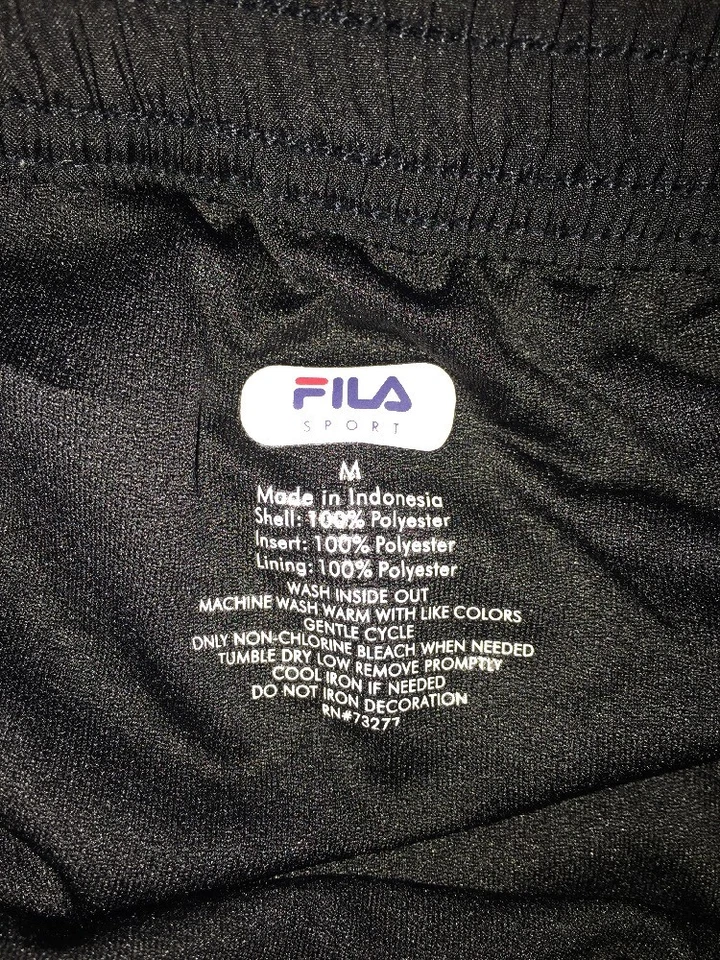 FILA
SPORT
M
Made in Indonesia
Shell: 100% Polyester
Insert: 100% Polyester
Lining: 100% Polyester
WASH INSIDE OUT
MACHINE WASH WARM WITH LIKE COLORS
GENTLE CYCLE
ONLY NON-CHLORINE BLEACH WHEN NEEDED
TUMBLE DRY LOW REMOVE PROMPTLY
COOL IRON IF NEEDED
DO NOT IRON DECORATION
RN#73277